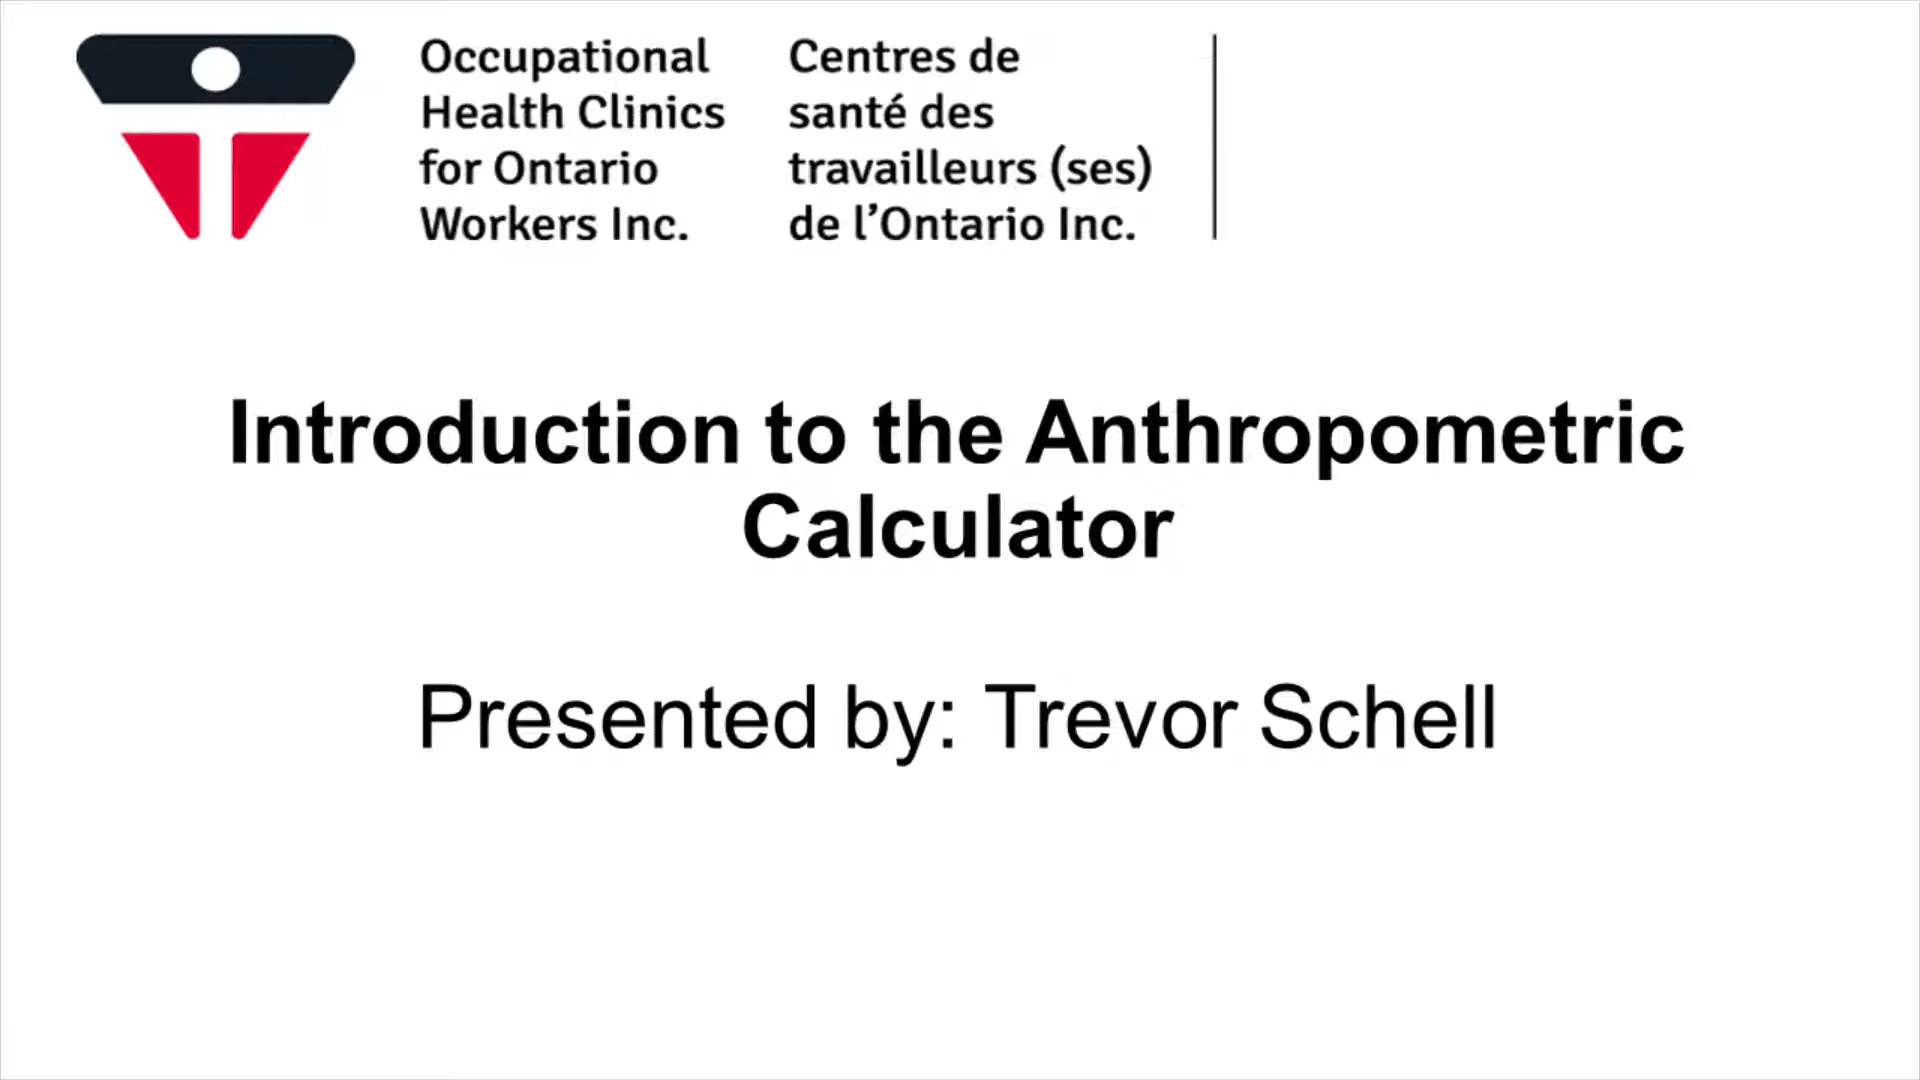 Occupational
Health Clinics
for Ontario
Workers Inc.
Centres de
santé des
travailleurs (ses)
de l’Ontario Inc.
Introduction to the Anthropometric
Calculator
Presented by: Trevor Schell